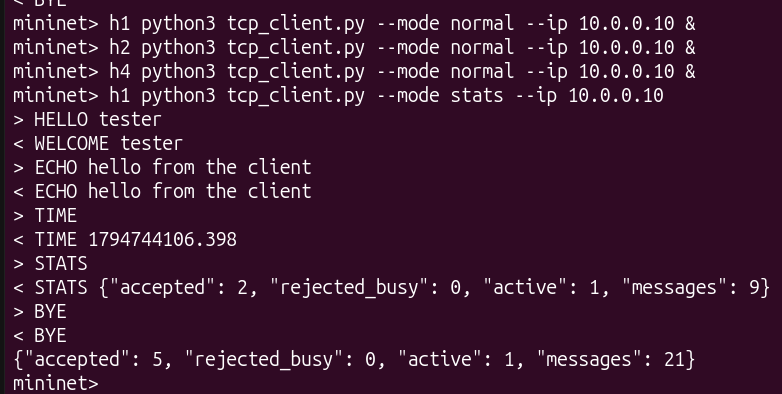 < BYE
mininet> h1 python3 tcp_client.py --mode normal --ip 10.0.0.10 &
mininet> h2 python3 tcp_client.py --mode normal --ip 10.0.0.10 &
mininet> h4 python3 tcp_client.py --mode normal --ip 10.0.0.10 &
mininet> h1 python3 tcp_client.py --mode stats --ip 10.0.0.10
> HELLO tester
< WELCOME tester
> ECHO hello from the client
< ECHO hello from the client
> TIME
< TIME 1794744106.398
> STATS
< STATS {"accepted": 2, "rejected_busy": 0, "active": 1, "messages": 9}
> BYE
< BYE
{"accepted": 5, "rejected_busy": 0, "active": 1, "messages": 21}
mininet>